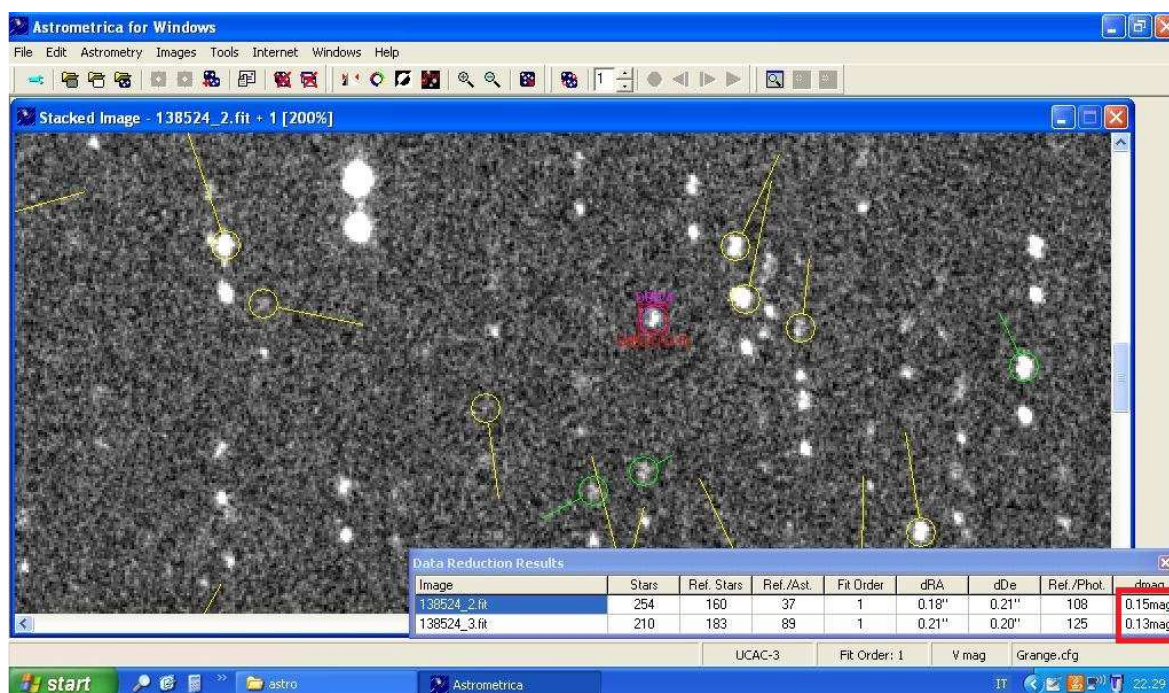 Astrometrica for Windows
File Edit Astrometry Images Tools Internet Windows Help
1
Stacked Image - 138524_2.fit + 1 [200%]
Data Reduction Results
Image Stars Ref. Stars Ref./Ast. Fit Order dRA dDe Ref./Phot. dmag
138524_2.fit 254 160 37 1 0.18" 0.21" 108 0.15mag
138524_3.fit 210 183 89 1 0.21" 0.20" 125 0.13mag
UCAC-3 Fit Order: 1 V mag Grange.cfg
start » astro Astrometrica IT 22.29